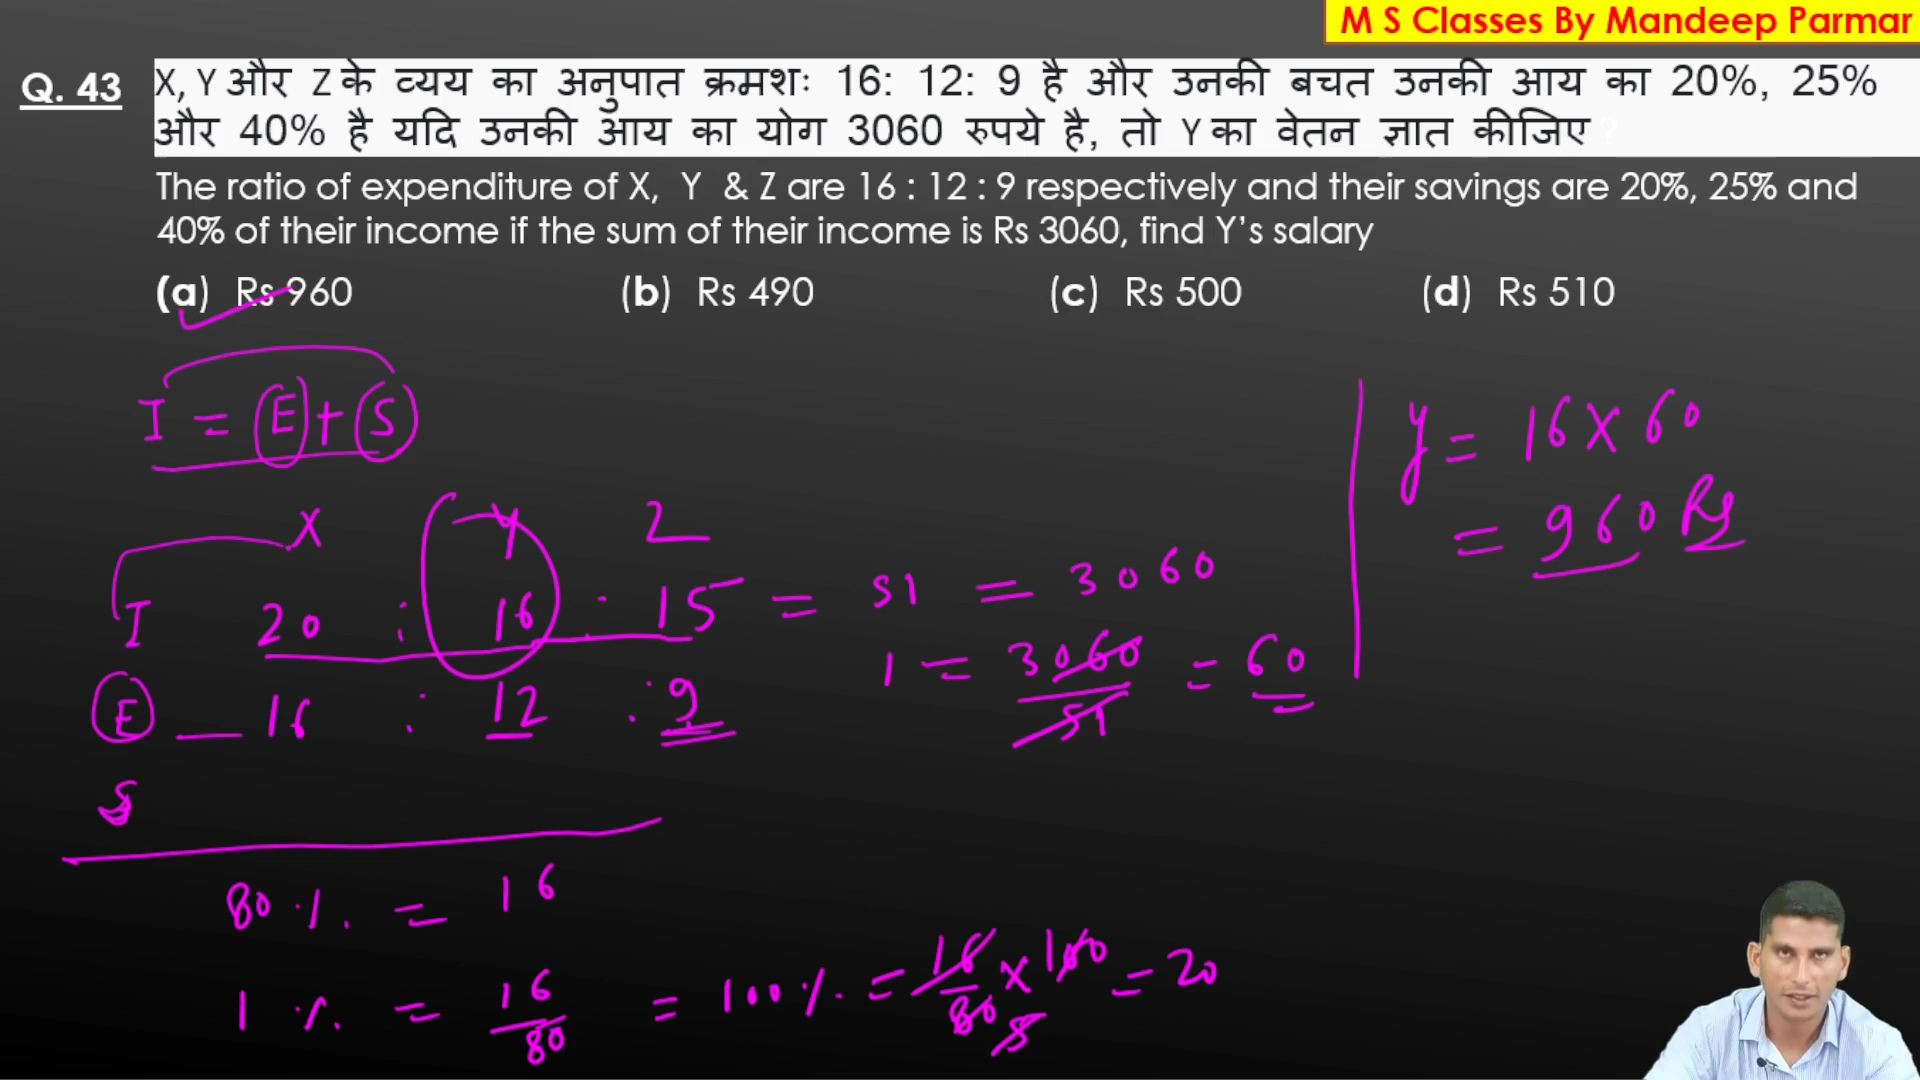 M S Classes By Mandeep Parmar
Q. 43 X, Y और Z के व्यय का अनुपात क्रमशः 16: 12: 9 है और उनकी बचत उनकी आय का 20%, 25%
और 40% है यदि उनकी आय का योग 3060 रुपये है, तो Y का वेतन ज्ञात कीजिए ?
The ratio of expenditure of X, Y & Z are 16 : 12 : 9 respectively and their savings are 20%, 25% and
40% of their income if the sum of their income is Rs 3060, find Y's salary
(a) Rs 960 (b) Rs 490 (c) Rs 500 (d) Rs 510
I = E + S
X Y Z
I 20 : 16 : 15 = 51 = 3060
1 = 3060/51 = 60
E 16 : 12 : 9
S
80 % = 16
1 % = 16/80 = 100 % = 16/80 x 100 = 20
y = 16 x 60
= 960 Rs